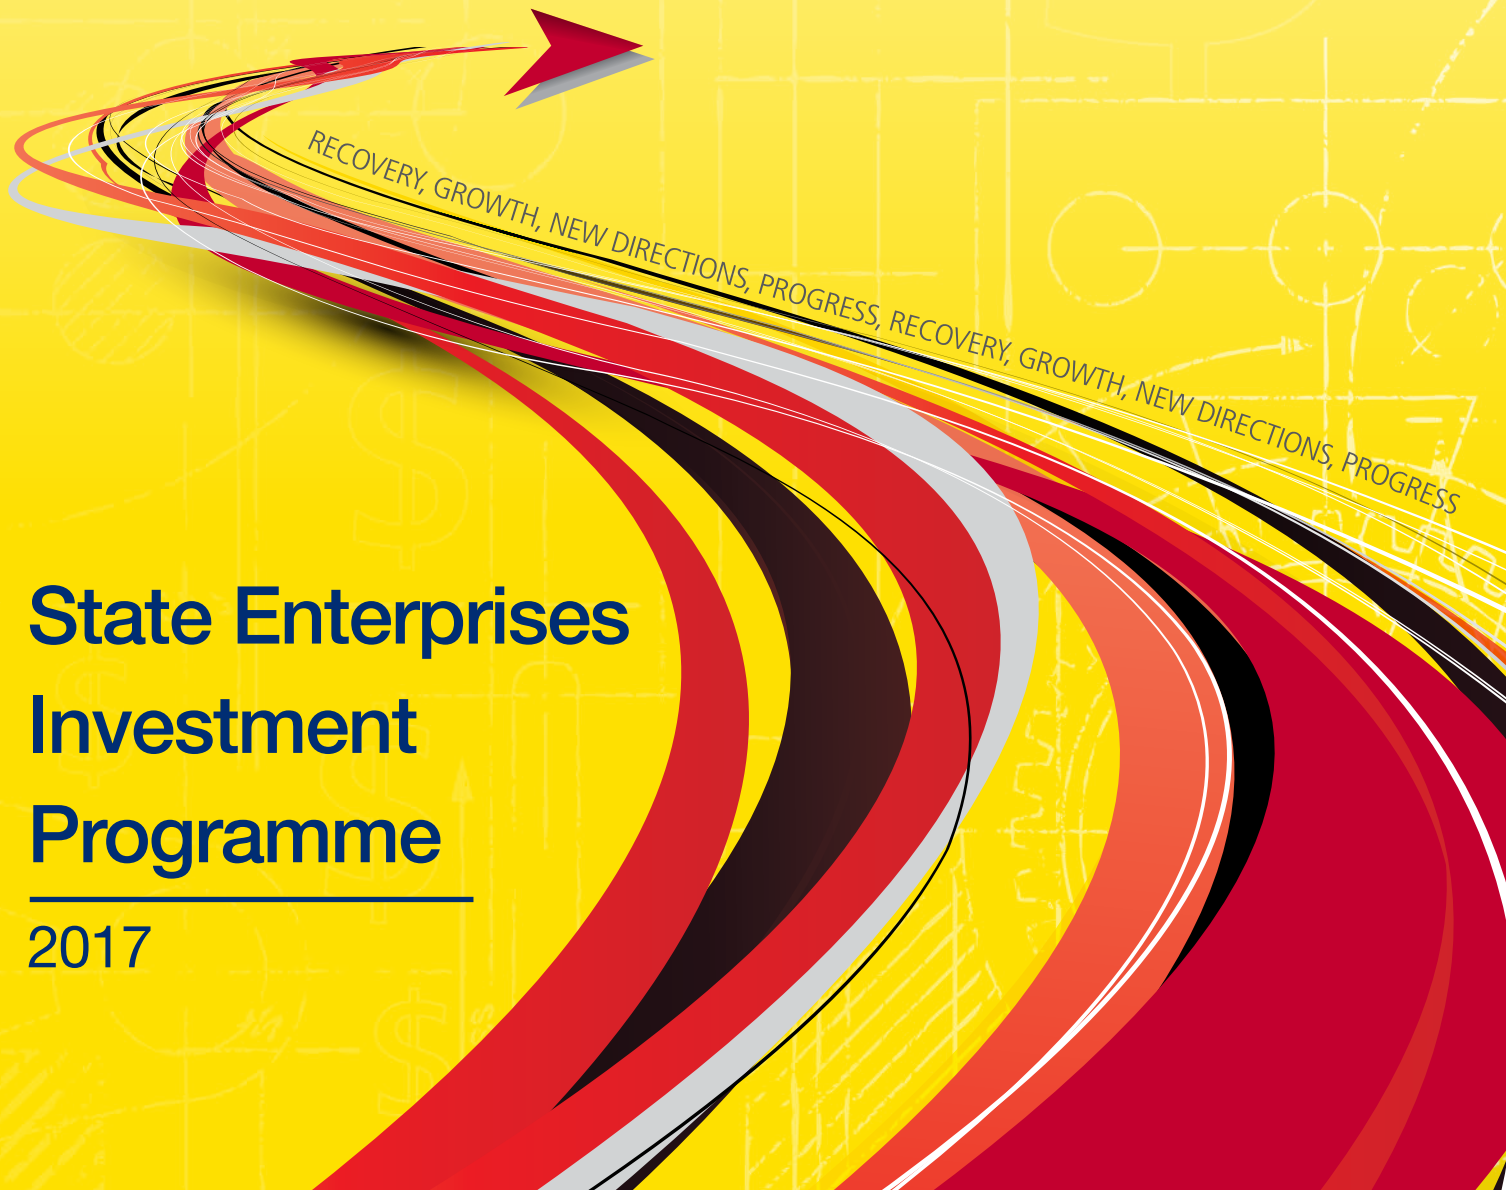 RECOVERY, GROWTH, NEW DIRECTIONS, PROGRESS, RECOVERY, GROWTH, NEW DIRECTIONS, PROGRESS
State Enterprises
Investment
Programme
2017